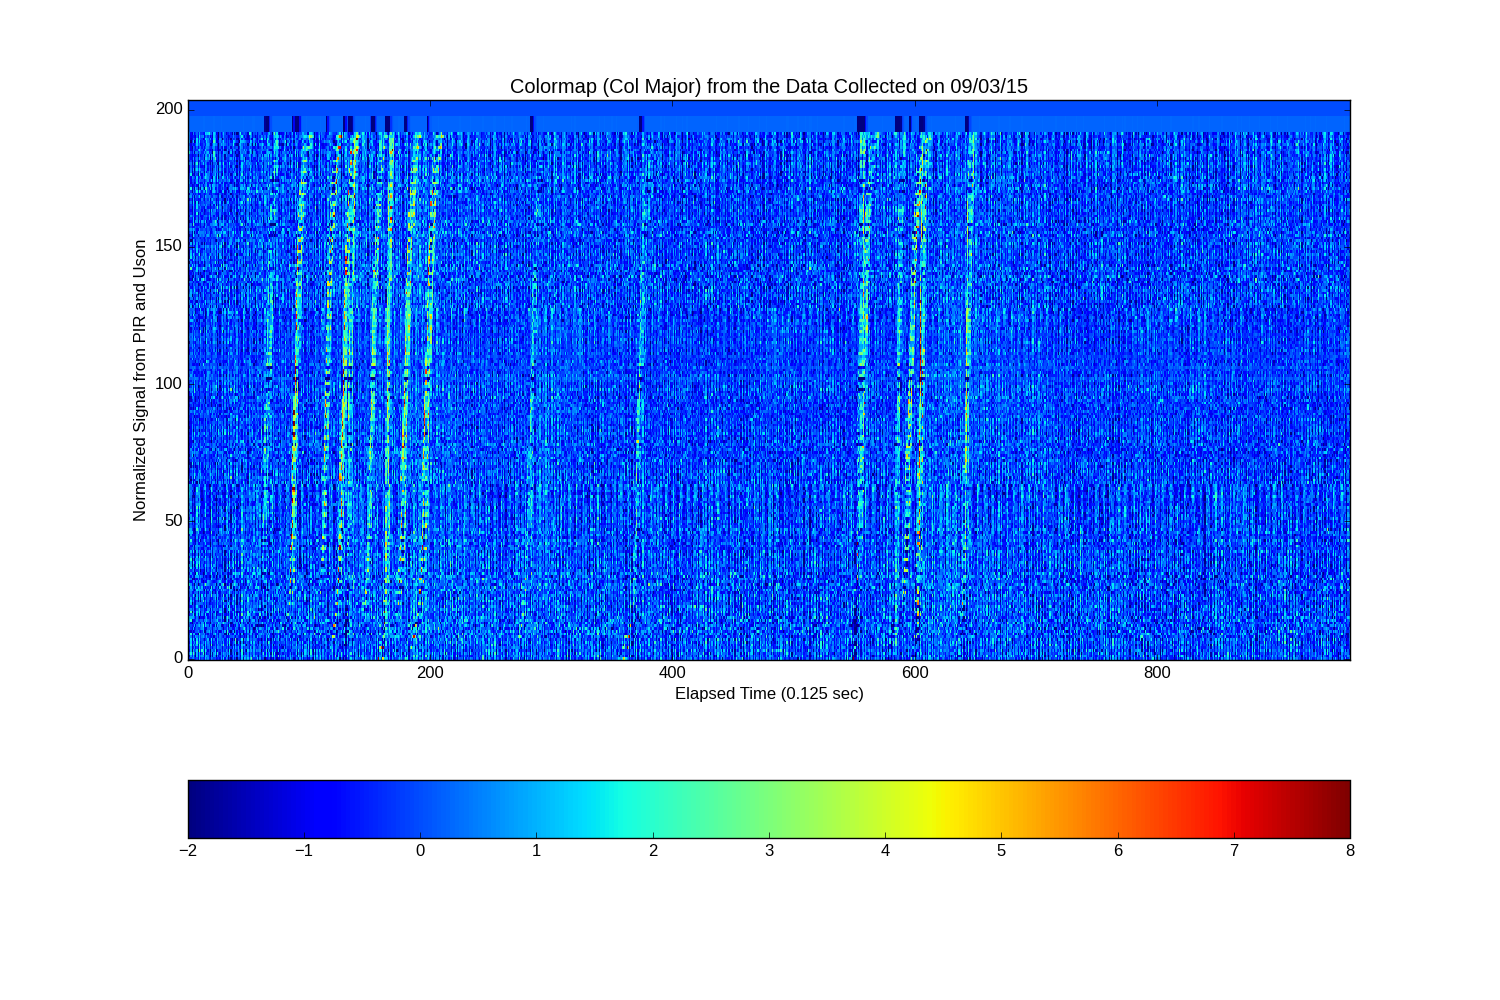 Colormap (Col Major) from the Data Collected on 09/03/15
Normalized Signal from PIR and Uson
200
150
100
50
0
0 200 400 600 800
Elapsed Time (0.125 sec)
−2 −1 0 1 2 3 4 5 6 7 8